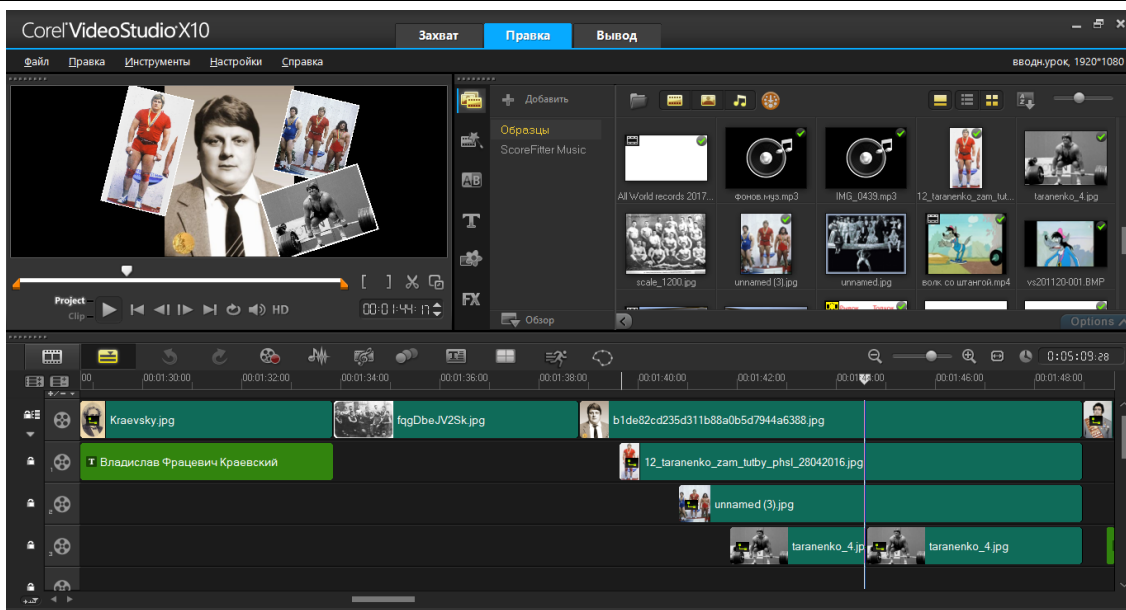 Corel VideoStudio X10
Захват Правка Вывод
Файл Правка Инструменты Настройки Справка
вводн.урок, 1920*1080
Добавить
Образцы
ScoreFitter Music
All World records 2017... фонов.муз.mp3 IMG_0439.mp3 12_taranenko_zam_tut... taranenko_4.jpg
scale_1200.jpg unnamed (3).jpg unnamed.jpg волк со штангой.mp4 vs201120-001.BMP
AB
T
FX
Обзор
Options
Project
Clip
HD
00:01:44:17
0:05:09:28
00:01:30:00 00:01:32:00 00:01:34:00 00:01:36:00 00:01:38:00 00:01:40:00 00:01:42:00 00:01:46:00 00:01:48:00
Kraevsky.jpg fqgDbeJV2Sk.jpg b1de82cd235d311b88a0b5d7944a6388.jpg
T Владислав Фрацевич Краевский 12_taranenko_zam_tutby_phsl_28042016.jpg
unnamed (3).jpg
taranenko_4.jp taranenko_4.jpg